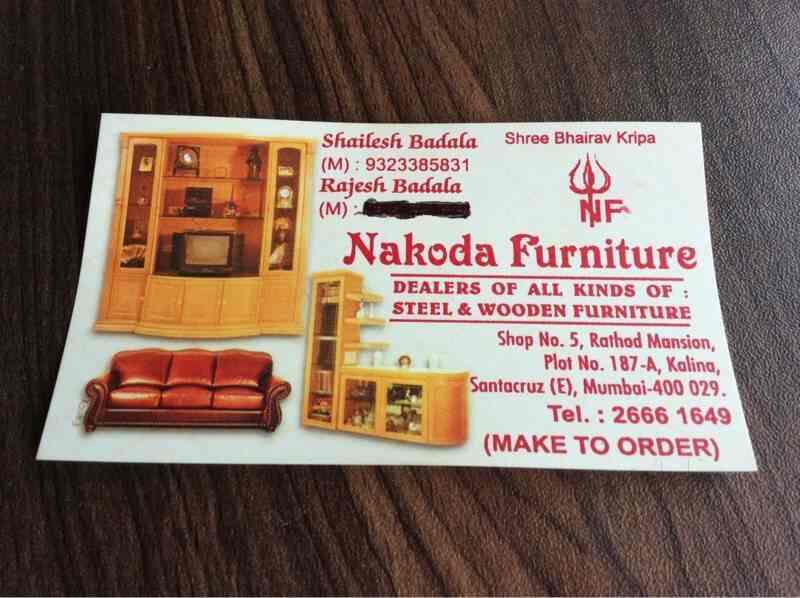 Shailesh Badala
(M) : 9323385831
Rajesh Badala
(M) :
Shree Bhairav Kripa
NF
Nakoda Furniture
DEALERS OF ALL KINDS OF :
STEEL & WOODEN FURNITURE
Shop No. 5, Rathod Mansion,
Plot No. 187-A, Kalina,
Santacruz (E), Mumbai-400 029.
Tel. : 2666 1649
(MAKE TO ORDER)